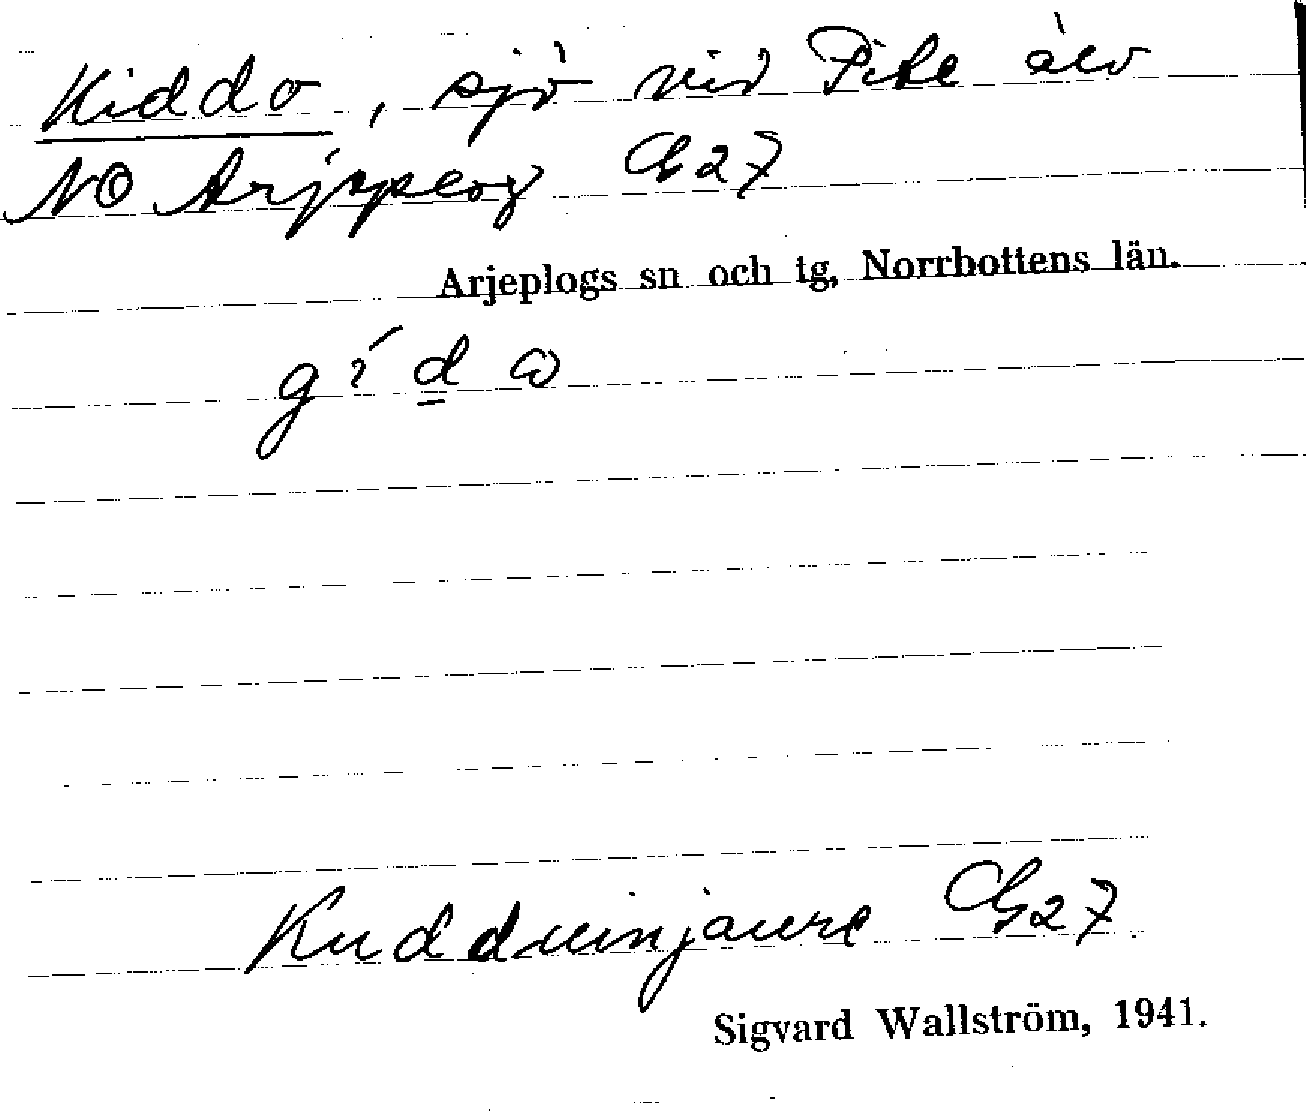 Kiddo, sjö vid Pite älv
NO Arjeplog G27
Arjeplogs sn och tg, Norrbottens län.
gí d̲ ω
Kudduinjaure G27
Sigvard Wallström, 1941.